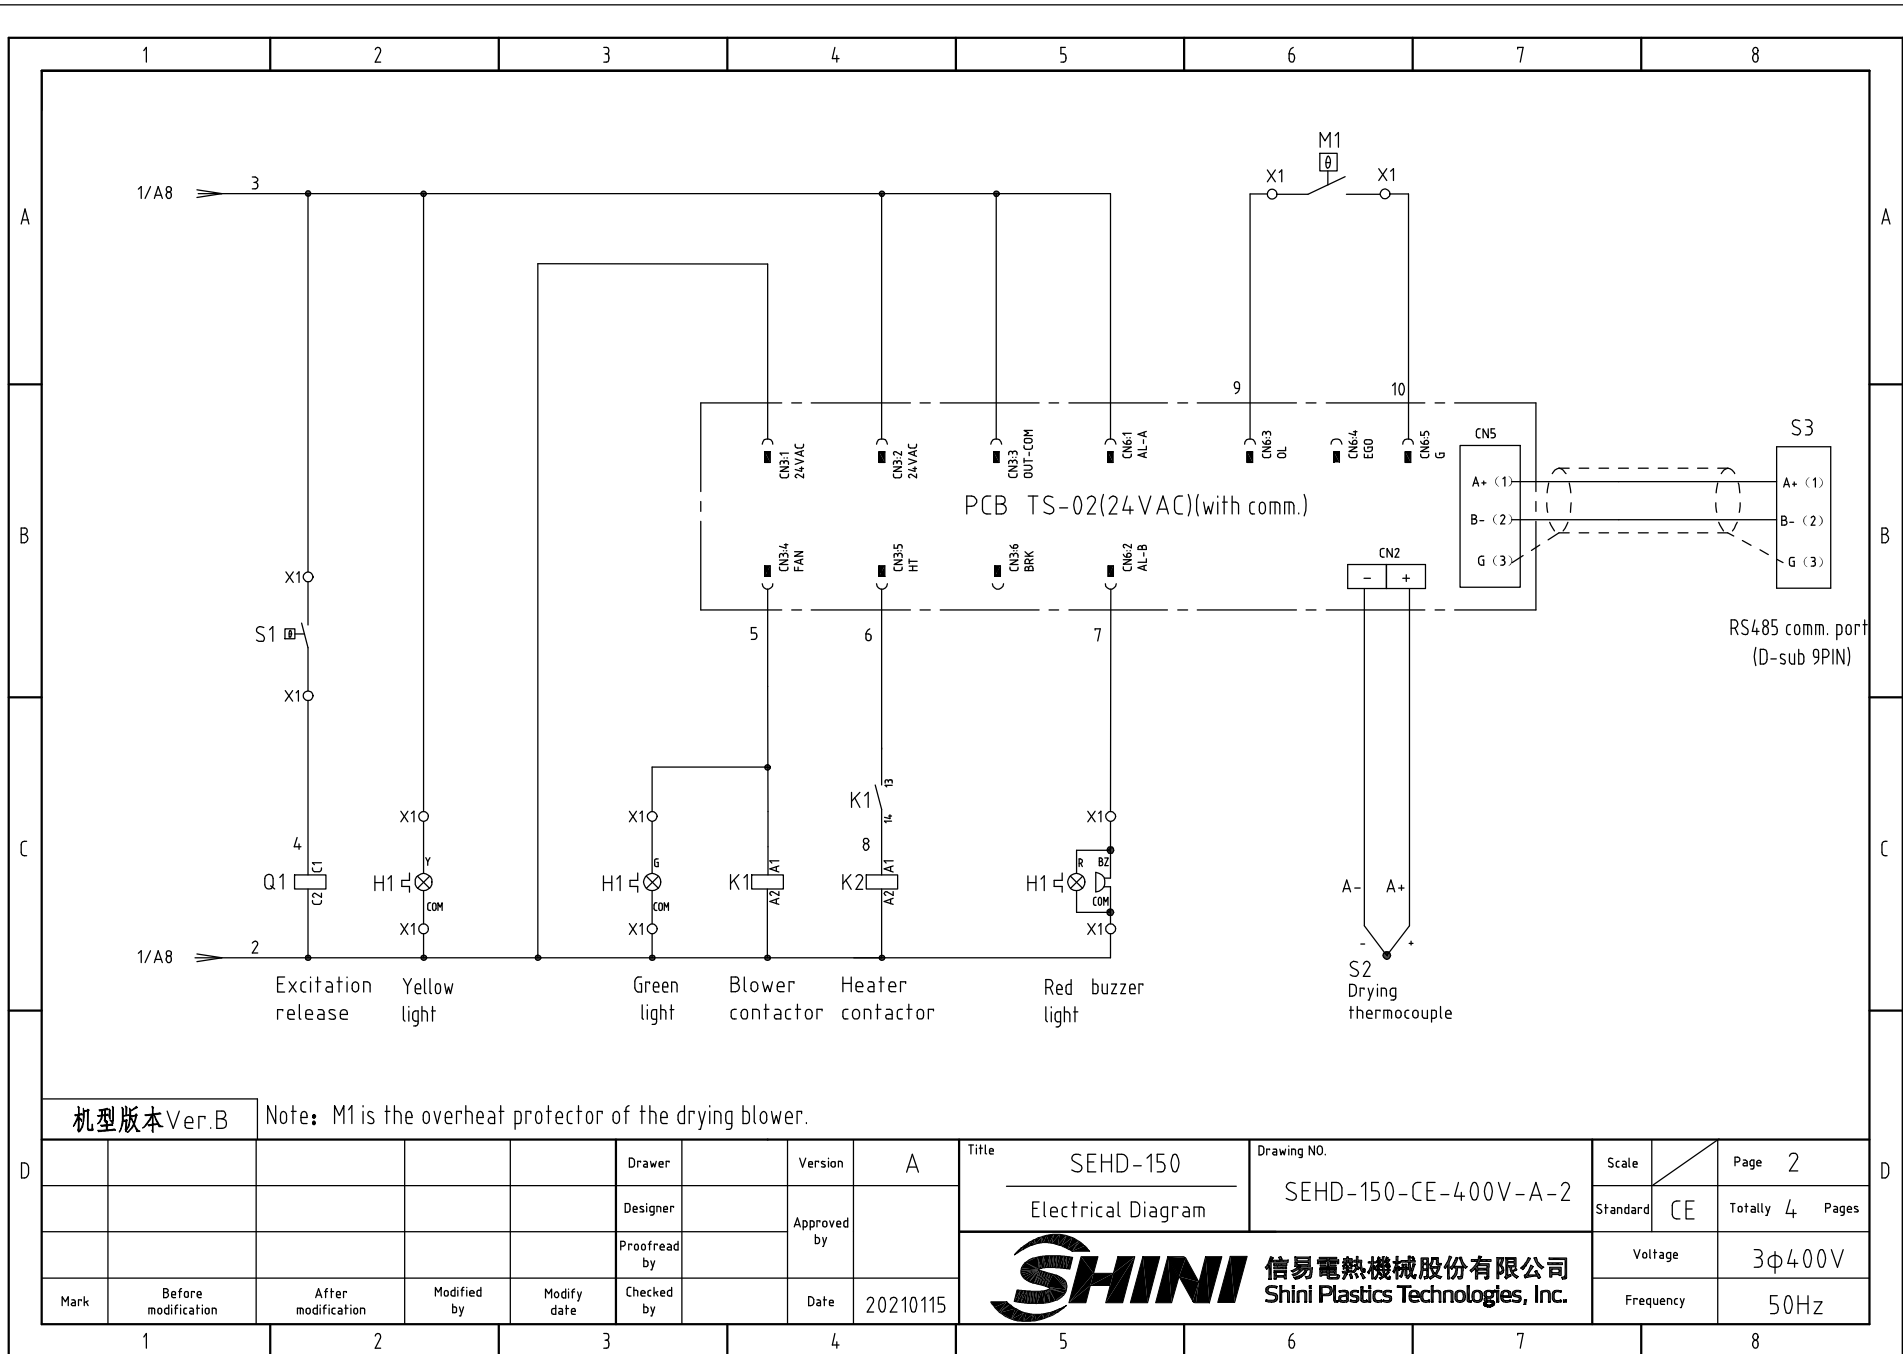 1 2 3 4 5 6 7 8
M1
θ
X1 X1
1/A8 3
A A
9 10
CN3:1 24VAC
CN3:2 24VAC
CN3:3 OUT-COM
CN6:1 AL-A
CN6:3 OL
CN6:4 EGO
CN6:5 G
CN5
S3
A+ (1) A+ (1)
PCB TS-02(24VAC)(with comm.)
B- (2) B- (2)
B B
CN3:4 FAN
CN3:5 HT
CN3:6 BRK
CN6:2 AL-B
CN2
- +
G (3) G (3)
X1
S1 θ
5 6 7
RS485 comm. port
(D-sub 9PIN)
X1
K1 13 14
X1 X1 X1
4 8
C C
Q1 C1 C2
H1 Y COM
H1 G COM
K1 A1 A2
K2 A1 A2
H1 R BZ COM
A- A+
X1 X1 X1
- +
1/A8 2
S2
Drying
thermocouple
Excitation
release
Yellow
light
Green
light
Blower
contactor
Heater
contactor
Red buzzer
light
机型版本Ver.B
Note: M1 is the overheat protector of the drying blower.
D D
Drawer
Version A
Title
SEHD-150
Electrical Diagram
Drawing NO.
SEHD-150-CE-400V-A-2
Scale
Page 2
Designer
Approved
by
Standard CE
Totally 4 Pages
Proofread
by
SHINI
信易電熱機械股份有限公司
Shini Plastics Technologies, Inc.
Voltage 3φ400V
Mark
Before
modification
After
modification
Modified
by
Modify
date
Checked
by
Date 20210115
Frequency 50Hz
1 2 3 4 5 6 7 8